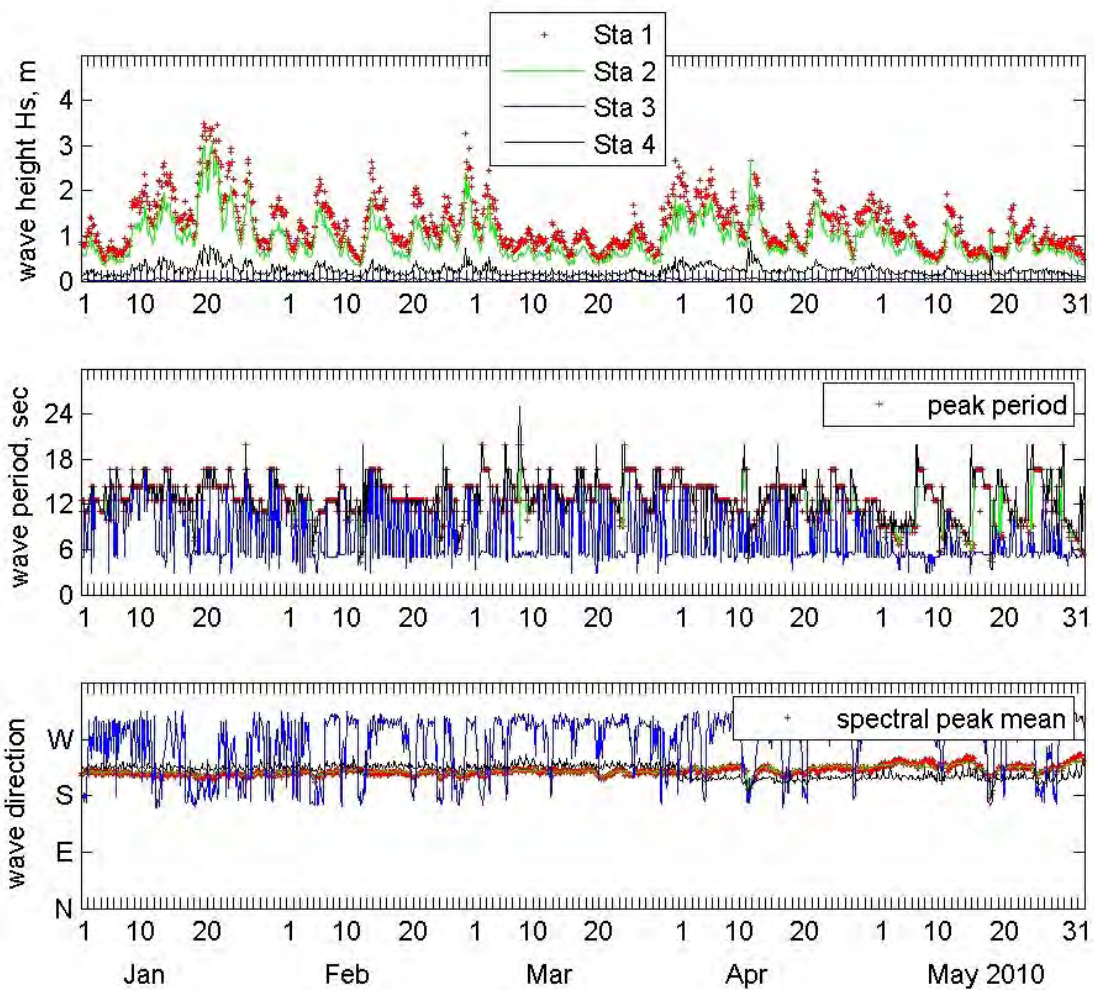 Sta 1
Sta 2
Sta 3
Sta 4
wave height Hs, m
4
3
2
1
0
1 10 20 1 10 20 1 10 20 1 10 20 1 10 20 31
peak period
wave period, sec
24
18
12
6
0
1 10 20 1 10 20 1 10 20 1 10 20 1 10 20 31
spectral peak mean
wave direction
W
S
E
N
1 10 20 1 10 20 1 10 20 1 10 20 1 10 20 31
Jan Feb Mar Apr May 2010